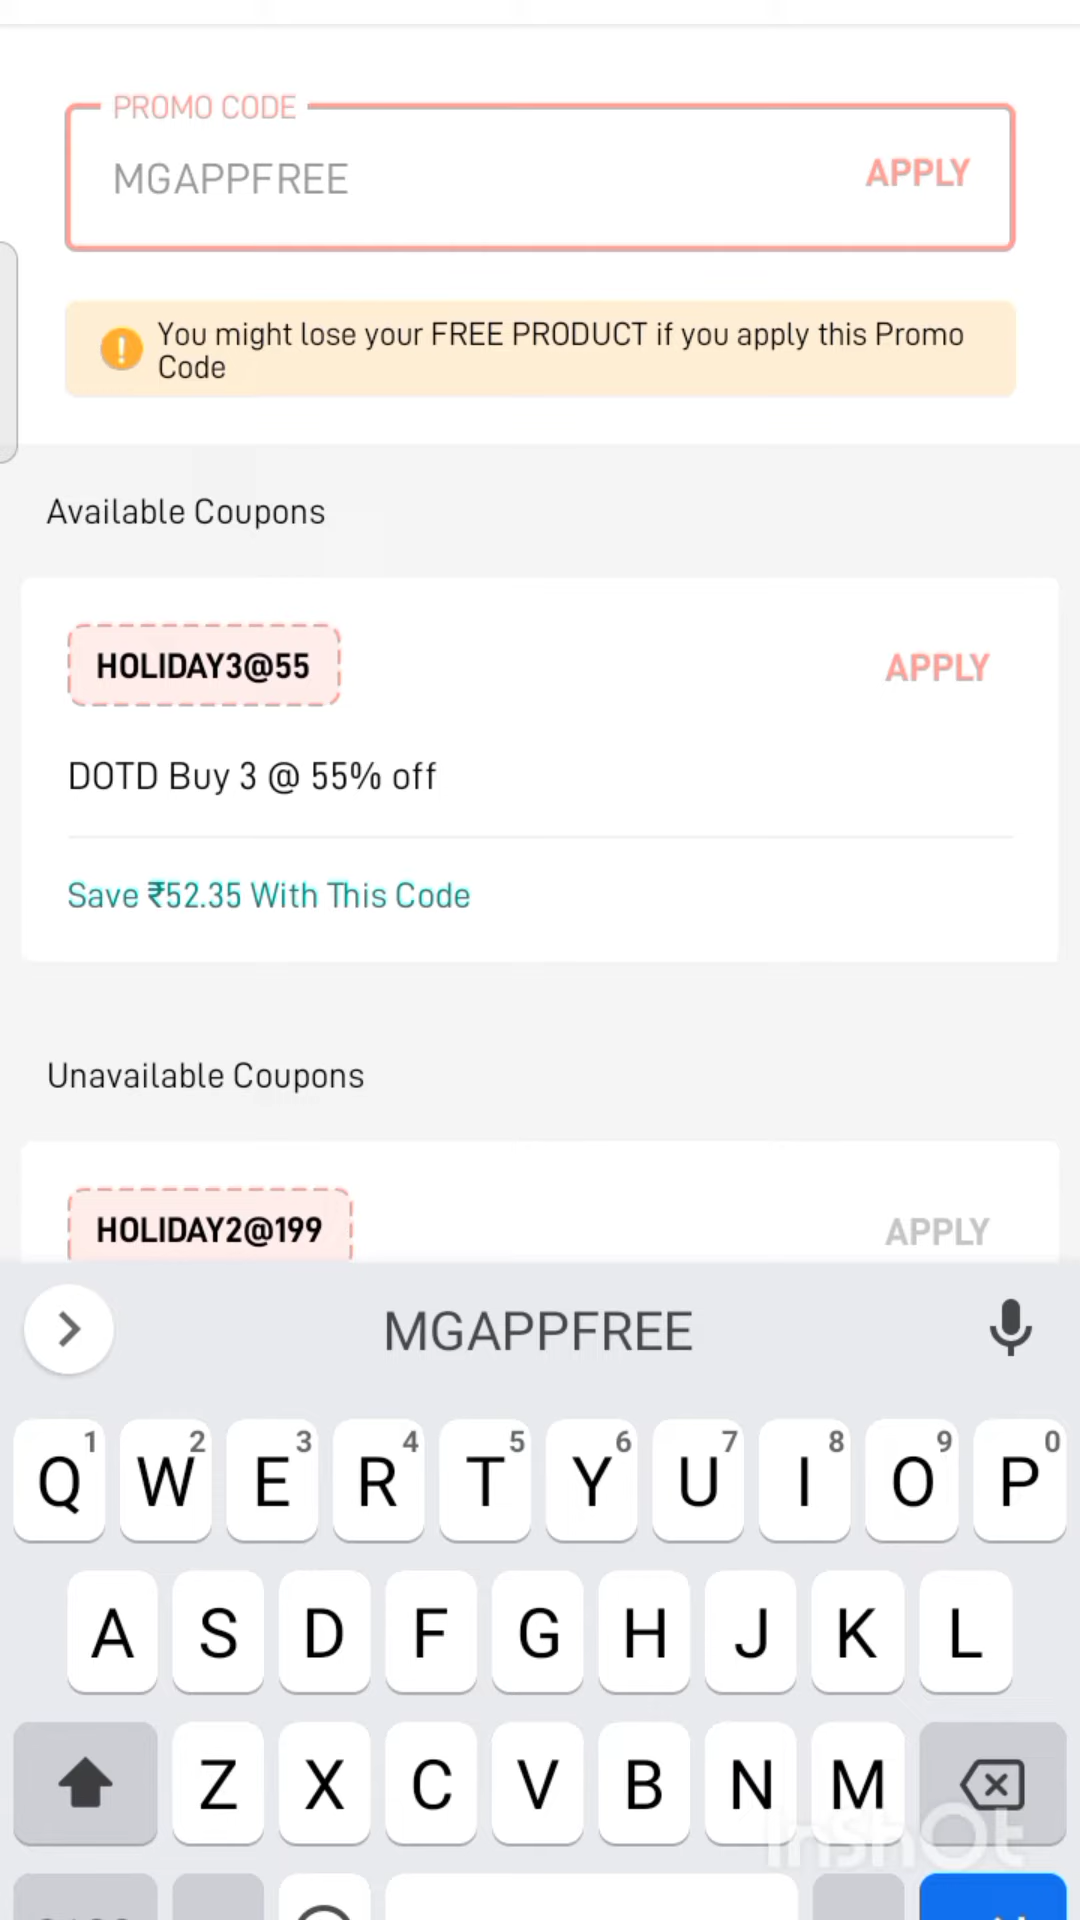 PROMO CODE
MGAPPFREE
APPLY
You might lose your FREE PRODUCT if you apply this Promo
Code
Available Coupons
HOLIDAY3@55
APPLY
DOTD Buy 3 @ 55% off
Save ₹52.35 With This Code
Unavailable Coupons
HOLIDAY2@199
APPLY
MGAPPFREE
1 2 3 4 5 6 7 8 9 0
Q W E R T Y U I O P
A S D F G H J K L
Z X C V B N M
InShOt